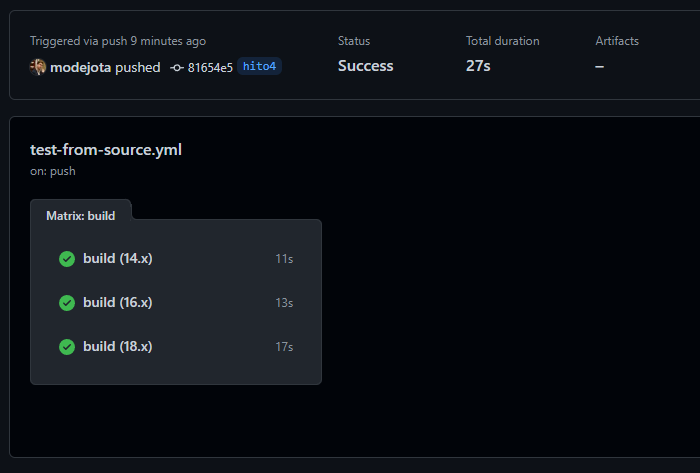 Triggered via push 9 minutes ago
modejota pushed 81654e5 hito4
Status
Success
Total duration
27s
Artifacts
–
test-from-source.yml
on: push
Matrix: build
build (14.x) 11s
build (16.x) 13s
build (18.x) 17s